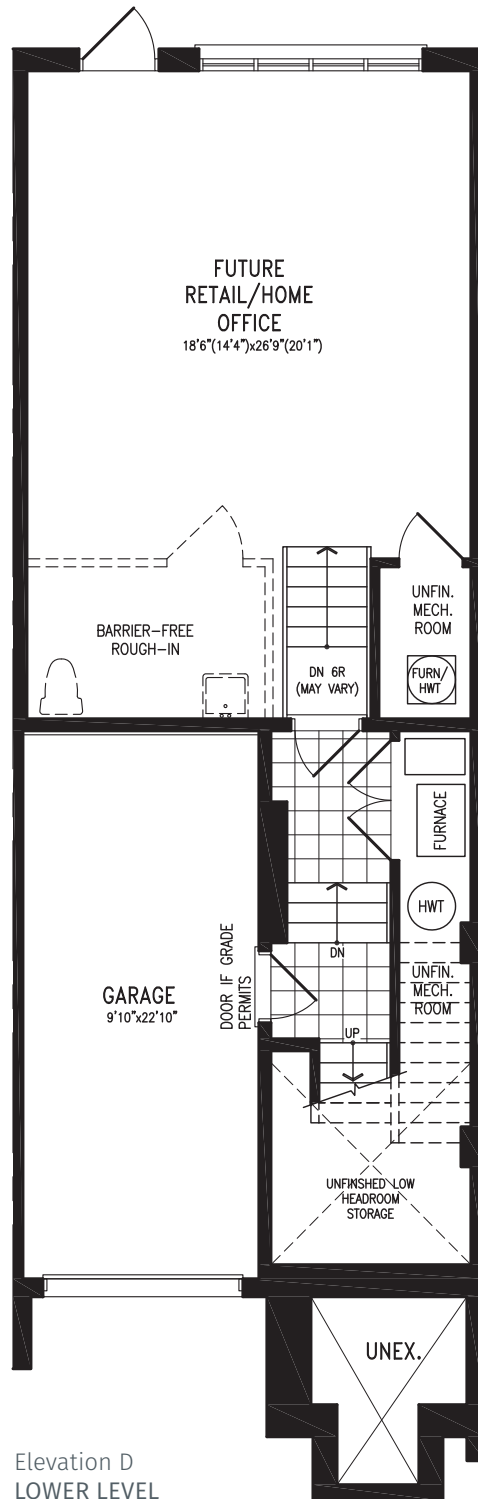 FUTURE
RETAIL/HOME
OFFICE
18'6"(14'4")x26'9"(20'1")
BARRIER-FREE
ROUGH-IN
DN 6R
(MAY VARY)
UNFIN.
MECH.
ROOM
FURN/
HWT
FURNACE
HWT
DN
UNFIN.
MECH.
ROOM
DOOR IF GRADE
PERMITS
GARAGE
9'10"x22'10"
UP
UNFINISHED LOW
HEADROOM
STORAGE
UNEX.
Elevation D
LOWER LEVEL